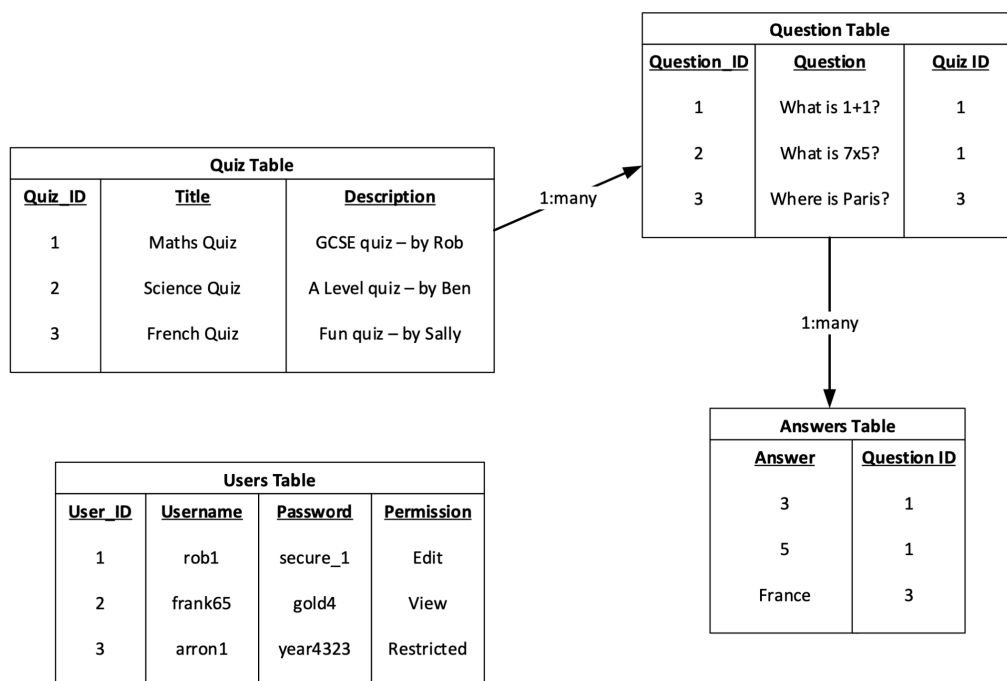 Question Table
Question_ID Question Quiz ID
1 What is 1+1? 1
2 What is 7x5? 1
3 Where is Paris? 3
1:many
Quiz Table
Quiz_ID Title Description
1 Maths Quiz GCSE quiz – by Rob
2 Science Quiz A Level quiz – by Ben
3 French Quiz Fun quiz – by Sally
1:many
Answers Table
Answer Question ID
3 1
5 1
France 3
Users Table
User_ID Username Password Permission
1 rob1 secure_1 Edit
2 frank65 gold4 View
3 arron1 year4323 Restricted